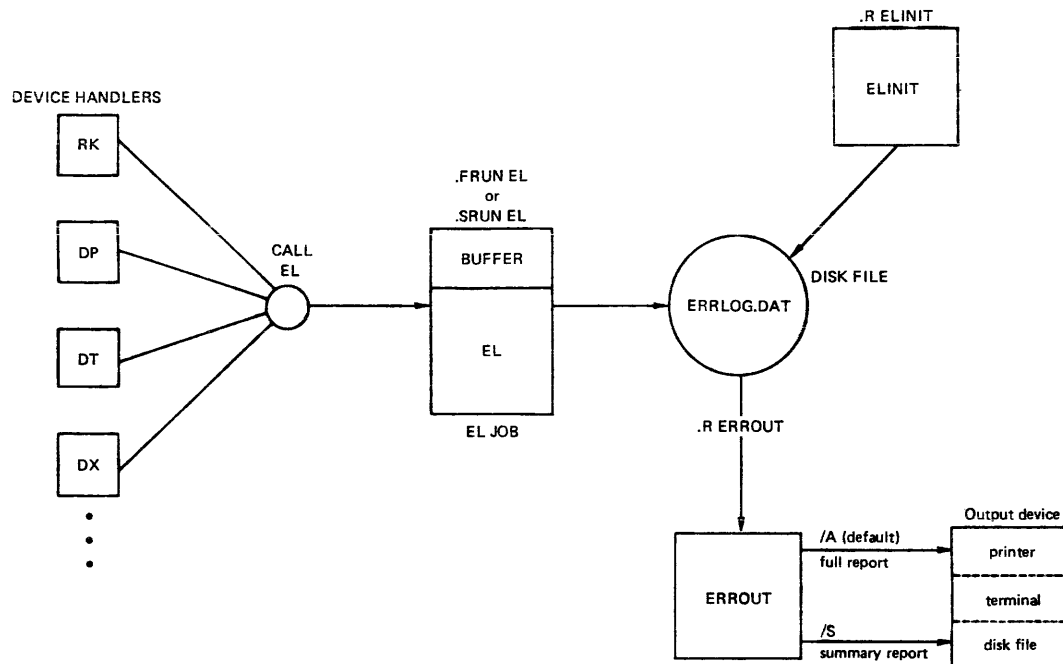 .R ELINIT
ELINIT
DEVICE HANDLERS
RK
DP
DT
DX
CALL
EL
.FRUN EL
or
.SRUN EL
BUFFER
EL
EL JOB
DISK FILE
ERRLOG.DAT
.R ERROUT
ERROUT
/A (default)
full report
/S
summary report
Output device
printer
terminal
disk file